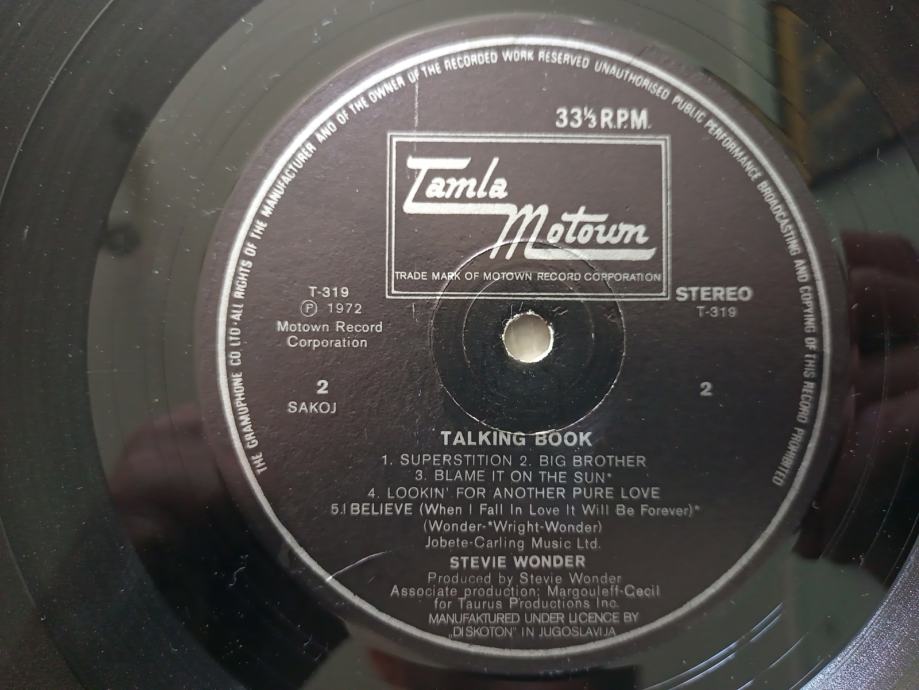 THE GRAMUPHONE CO LTD·ALL RIGHTS OF THE MANUFACTURER AND OF THE OWNER OF THE RECORDED WORK RESERVED UNAUTHORISED PUBLIC PERFORMANCE BROADCASTING AND COPYING OF THIS RECORD PROHIBITED
33⅓ R.P.M.
Tamla
Motown
TRADE MARK OF MOTOWN RECORD CORPORATION
T-319
Ⓟ 1972
Motown Record
Corporation
STEREO
T-319
2
SAKOJ
2
TALKING BOOK
1. SUPERSTITION 2. BIG BROTHER
3. BLAME IT ON THE SUN*
4. LOOKIN' FOR ANOTHER PURE LOVE
5.I BELIEVE (When I Fall In Love It Will Be Forever)*
(Wonder-*Wright-Wonder)
Jobete-Carling Music Ltd.
STEVIE WONDER
Produced by Stevie Wonder
Associate production: Margouleff-Cecil
for Taurus Productions Inc.
MANUFAKTURED UNDER LICENCE BY
„DISKOTON" IN JUGOSLAVIJA